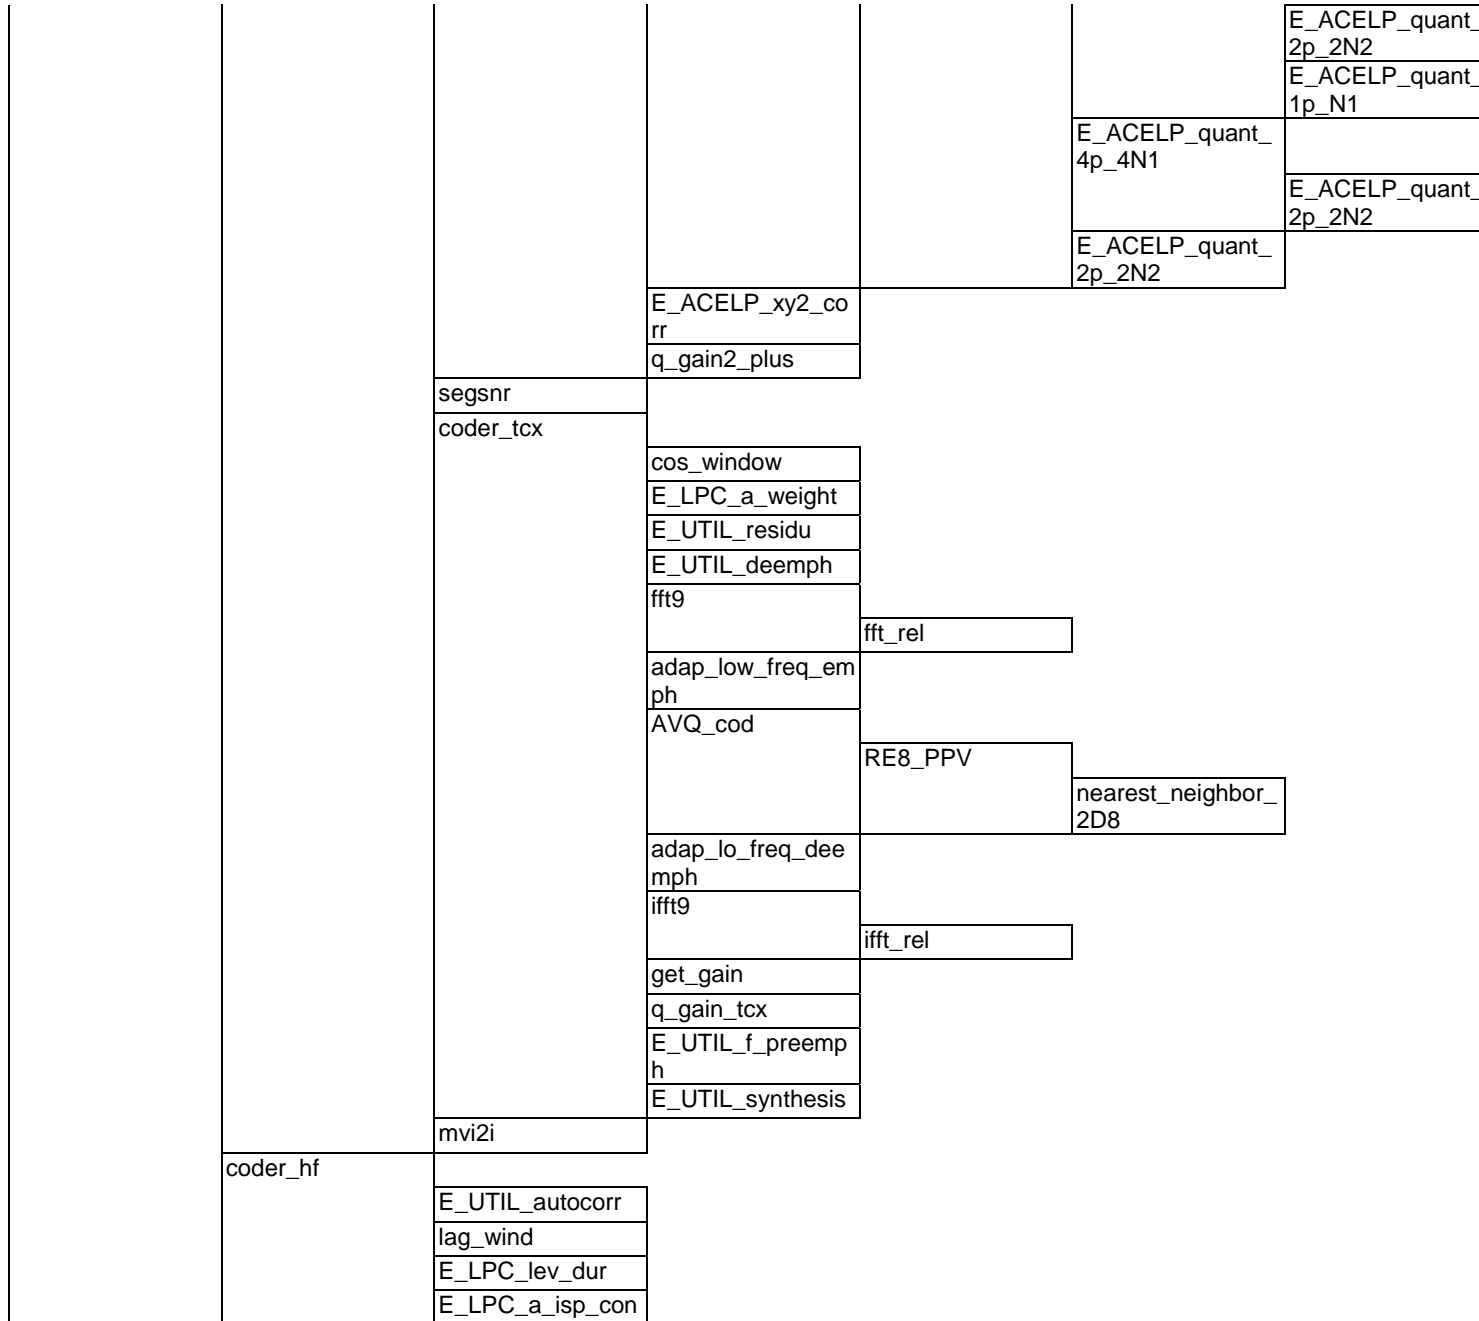 E_ACELP_quant_
2p_2N2
E_ACELP_quant_
1p_N1
E_ACELP_quant_
4p_4N1
E_ACELP_quant_
2p_2N2
E_ACELP_quant_
2p_2N2
E_ACELP_xy2_co
rr
q_gain2_plus
segsnr
coder_tcx
cos_window
E_LPC_a_weight
E_UTIL_residu
E_UTIL_deemph
fft9
fft_rel
adap_low_freq_em
ph
AVQ_cod
RE8_PPV
nearest_neighbor_
2D8
adap_lo_freq_dee
mph
ifft9
ifft_rel
get_gain
q_gain_tcx
E_UTIL_f_preemp
h
E_UTIL_synthesis
mvi2i
coder_hf
E_UTIL_autocorr
lag_wind
E_LPC_lev_dur
E_LPC_a_isp_con